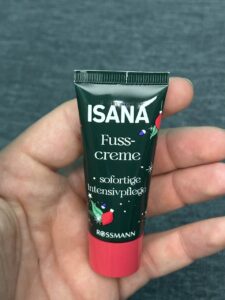 ISANA
Fuss-
creme
sofortige
Intensivpflege
ROSSMANN